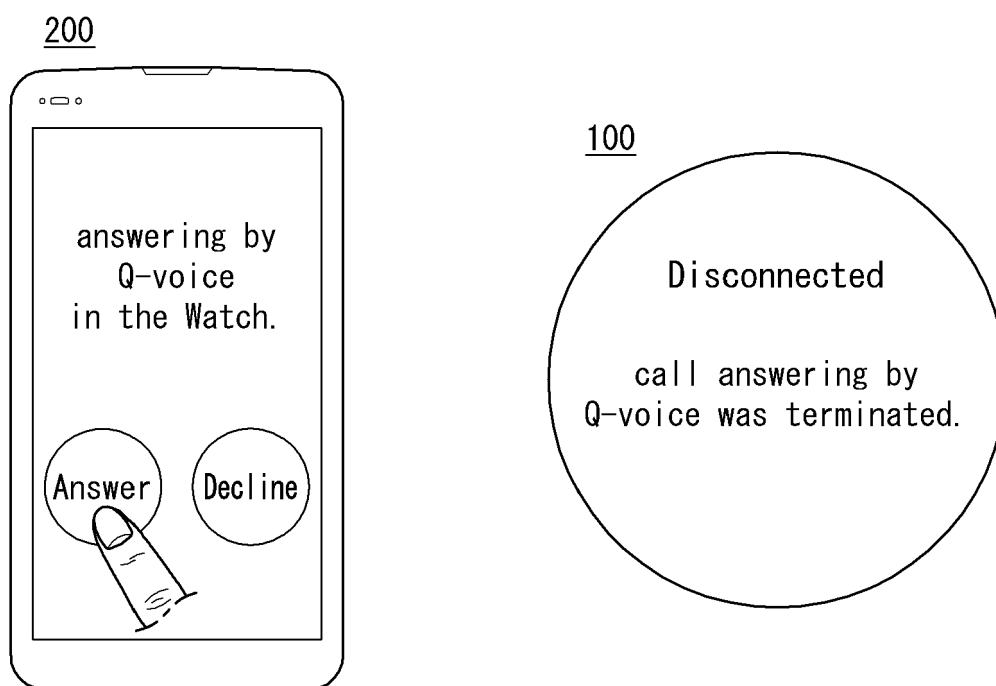 200
answering by
Q-voice
in the Watch.
Answer
Decline
100
Disconnected
call answering by
Q-voice was terminated.